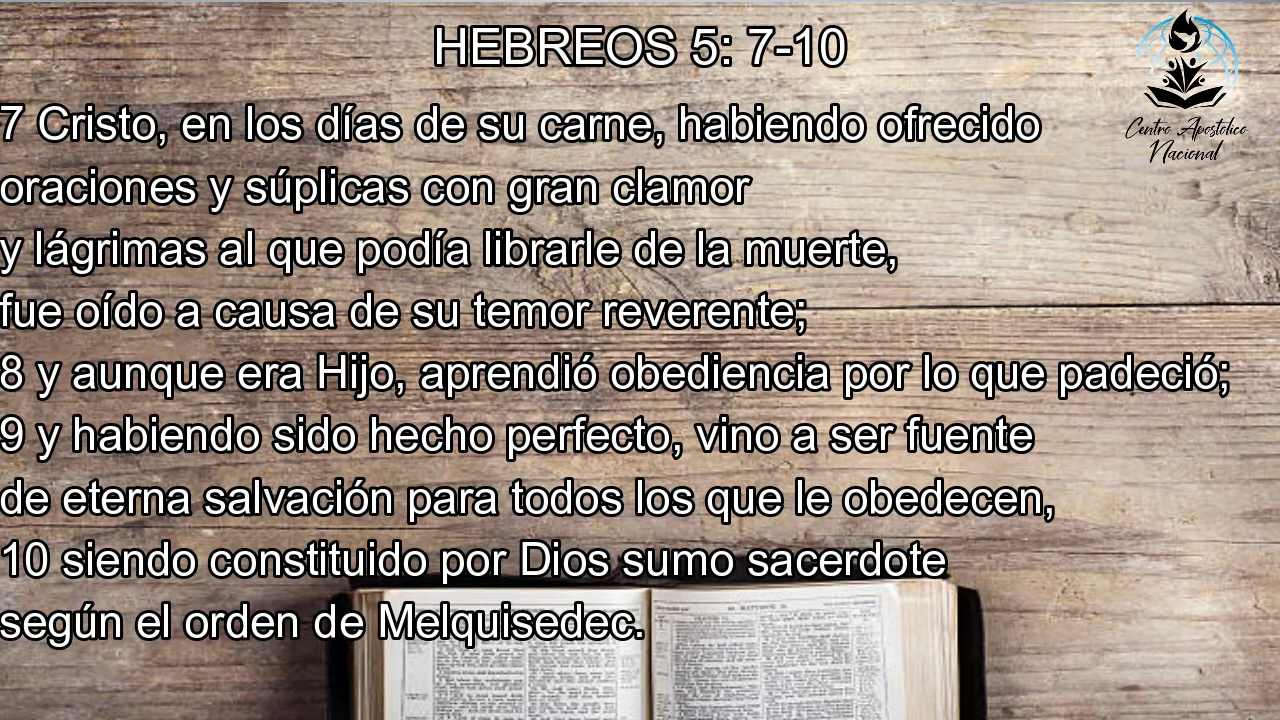 HEBREOS 5: 7-10
Centro Apostolico
Nacional
7 Cristo, en los días de su carne, habiendo ofrecido
oraciones y súplicas con gran clamor
y lágrimas al que podía librarle de la muerte,
fue oído a causa de su temor reverente;
8 y aunque era Hijo, aprendió obediencia por lo que padeció;
9 y habiendo sido hecho perfecto, vino a ser fuente
de eterna salvación para todos los que le obedecen,
10 siendo constituido por Dios sumo sacerdote
según el orden de Melquisedec.